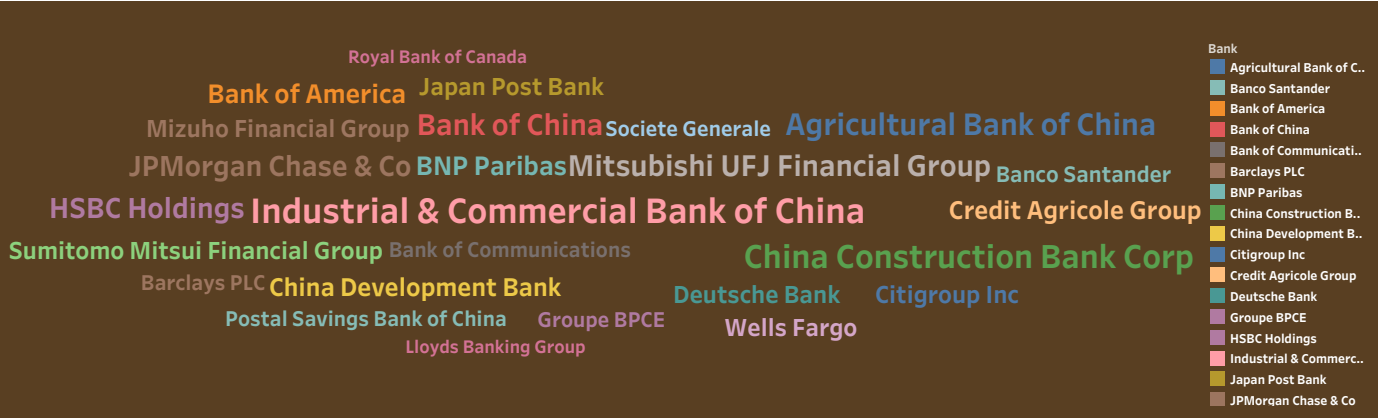 Royal Bank of Canada
Bank of America Japan Post Bank
Mizuho Financial Group Bank of China Societe Generale Agricultural Bank of China
JPMorgan Chase & Co BNP Paribas Mitsubishi UFJ Financial Group Banco Santander
HSBC Holdings Industrial & Commercial Bank of China Credit Agricole Group
Sumitomo Mitsui Financial Group Bank of Communications China Construction Bank Corp
Barclays PLC China Development Bank Deutsche Bank Citigroup Inc
Postal Savings Bank of China Groupe BPCE Wells Fargo
Lloyds Banking Group
Bank
Agricultural Bank of C..
Banco Santander
Bank of America
Bank of China
Bank of Communicati..
Barclays PLC
BNP Paribas
China Construction B..
China Development B..
Citigroup Inc
Credit Agricole Group
Deutsche Bank
Groupe BPCE
HSBC Holdings
Industrial & Commerc..
Japan Post Bank
JPMorgan Chase & Co